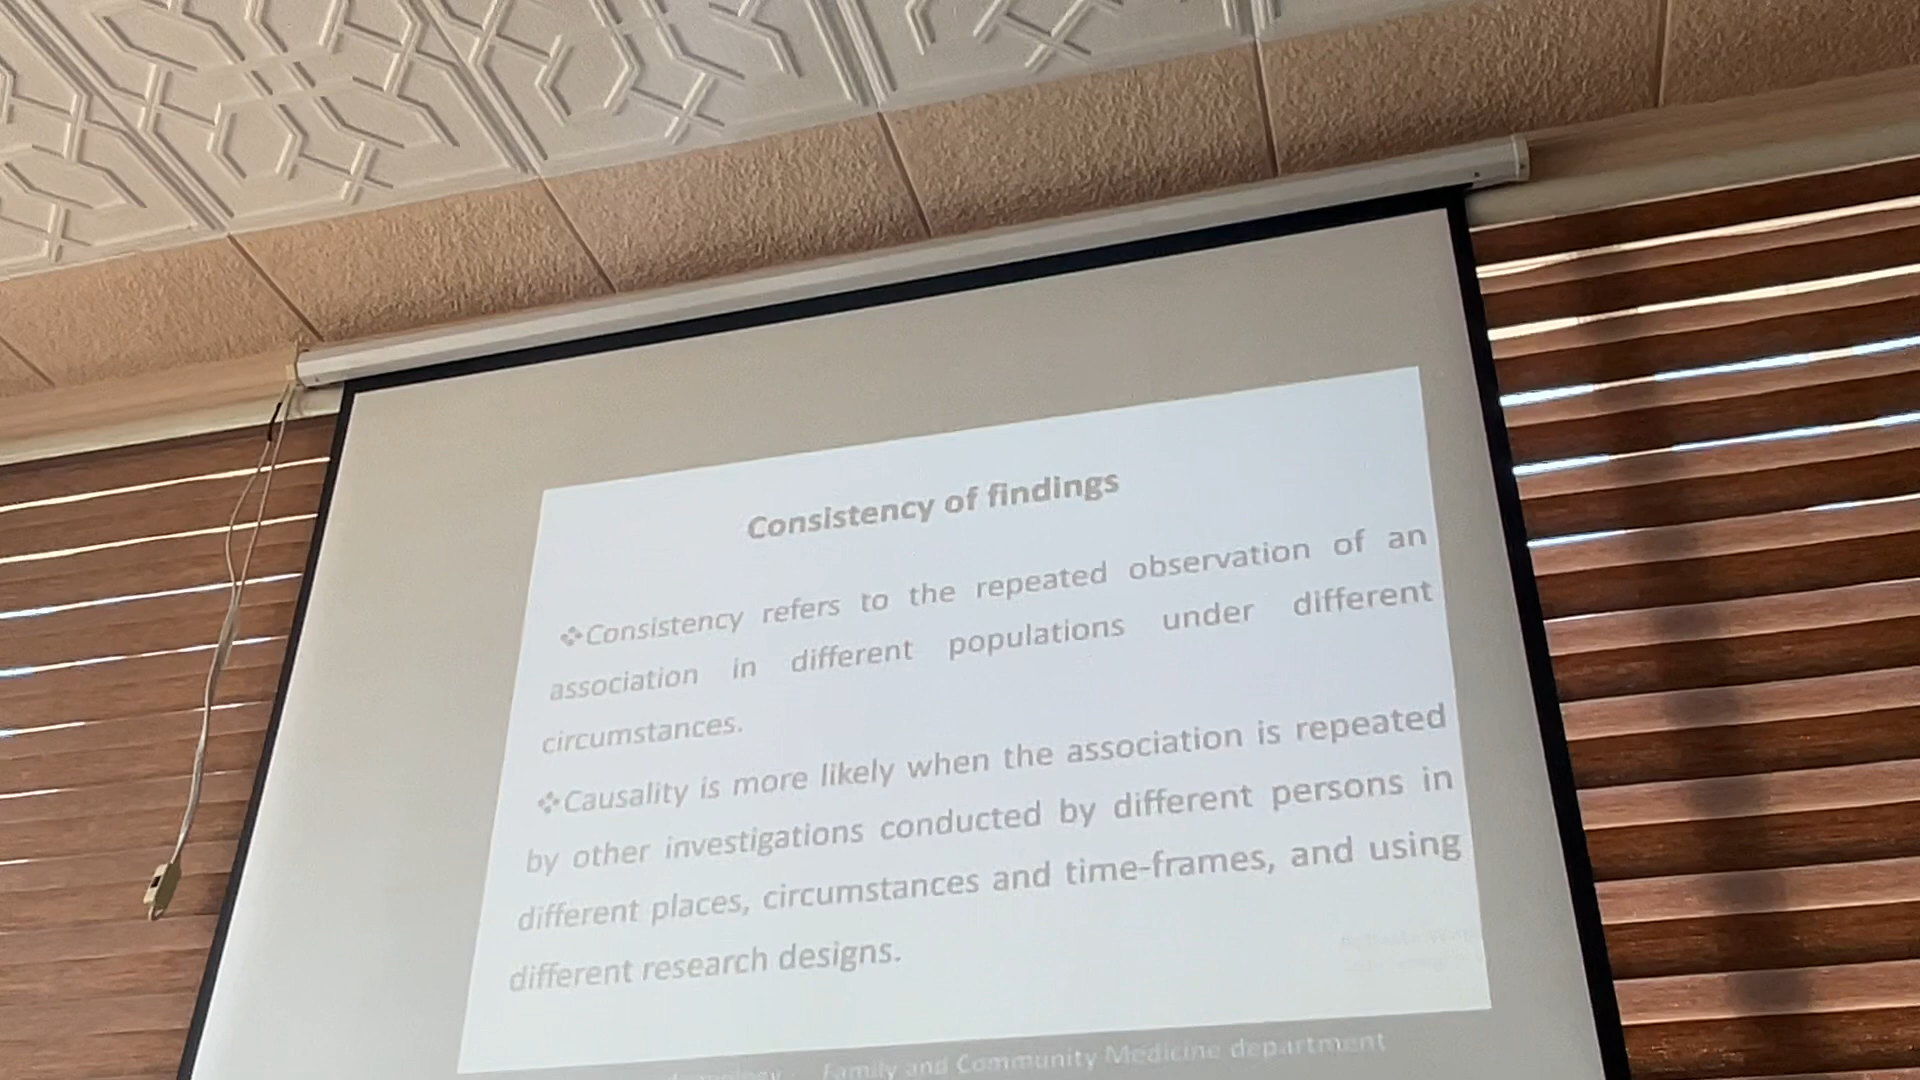 Consistency of findings
❖Consistency refers to the repeated observation of an
association in different populations under different
circumstances.
❖Causality is more likely when the association is repeated
by other investigations conducted by different persons in
different places, circumstances and time-frames, and using
different research designs.
Family and Community Medicine department